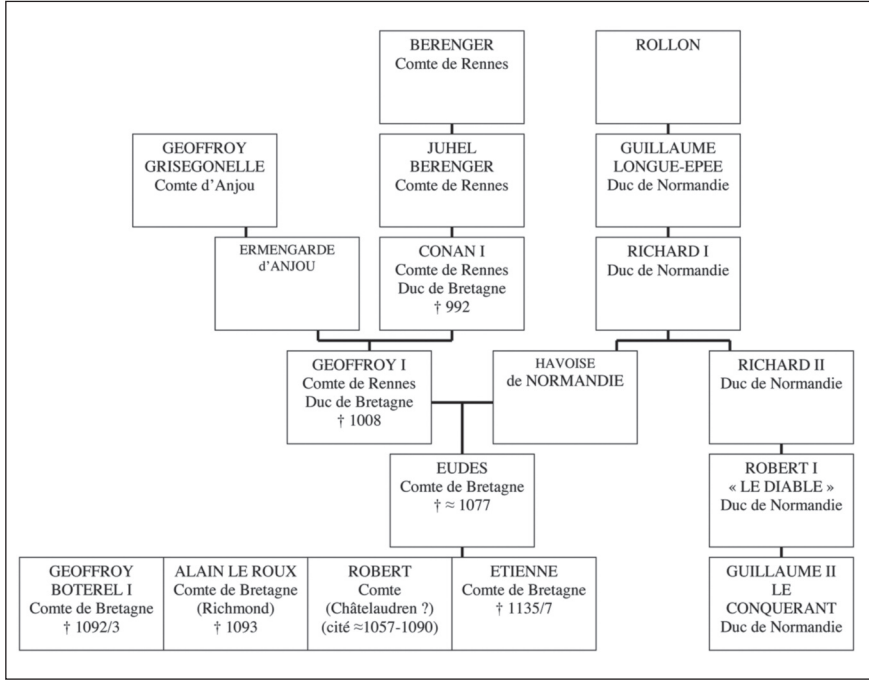 BERENGER
Comte de Rennes
ROLLON
GEOFFROY
GRISEGONELLE
Comte d'Anjou
JUHEL
BERENGER
Comte de Rennes
GUILLAUME
LONGUE-EPEE
Duc de Normandie
ERMENGARDE
d'ANJOU
CONAN I
Comte de Rennes
Duc de Bretagne
† 992
RICHARD I
Duc de Normandie
GEOFFROY I
Comte de Rennes
Duc de Bretagne
† 1008
HAVOISE
de NORMANDIE
RICHARD II
Duc de Normandie
EUDES
Comte de Bretagne
† ≈ 1077
ROBERT I
« LE DIABLE »
Duc de Normandie
GEOFFROY
BOTEREL I
Comte de Bretagne
† 1092/3
ALAIN LE ROUX
Comte de Bretagne
(Richmond)
† 1093
ROBERT
Comte
(Châtelaudren ?)
(cité ≈1057-1090)
ETIENNE
Comte de Bretagne
† 1135/7
GUILLAUME II
LE
CONQUERANT
Duc de Normandie